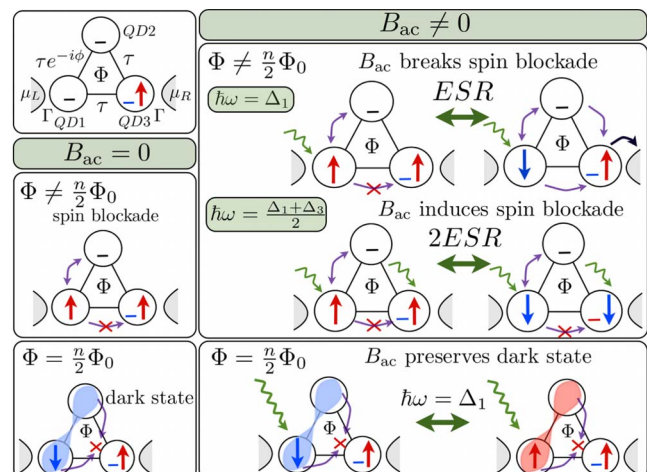 QD2
τe^{-iϕ}
Φ
τ
μ_L
μ_R
Γ
QD1
τ
QD3
Γ
B_ac = 0
Φ ≠ n/2 Φ_0
spin blockade
Φ
Φ = n/2 Φ_0
dark state
Φ
B_ac ≠ 0
Φ ≠ n/2 Φ_0
B_ac breaks spin blockade
ħω = Δ_1
ESR
Φ
Φ
ħω = (Δ_1+Δ_3)/2
B_ac induces spin blockade
2ESR
Φ
Φ
Φ = n/2 Φ_0
B_ac preserves dark state
ħω = Δ_1
Φ
Φ